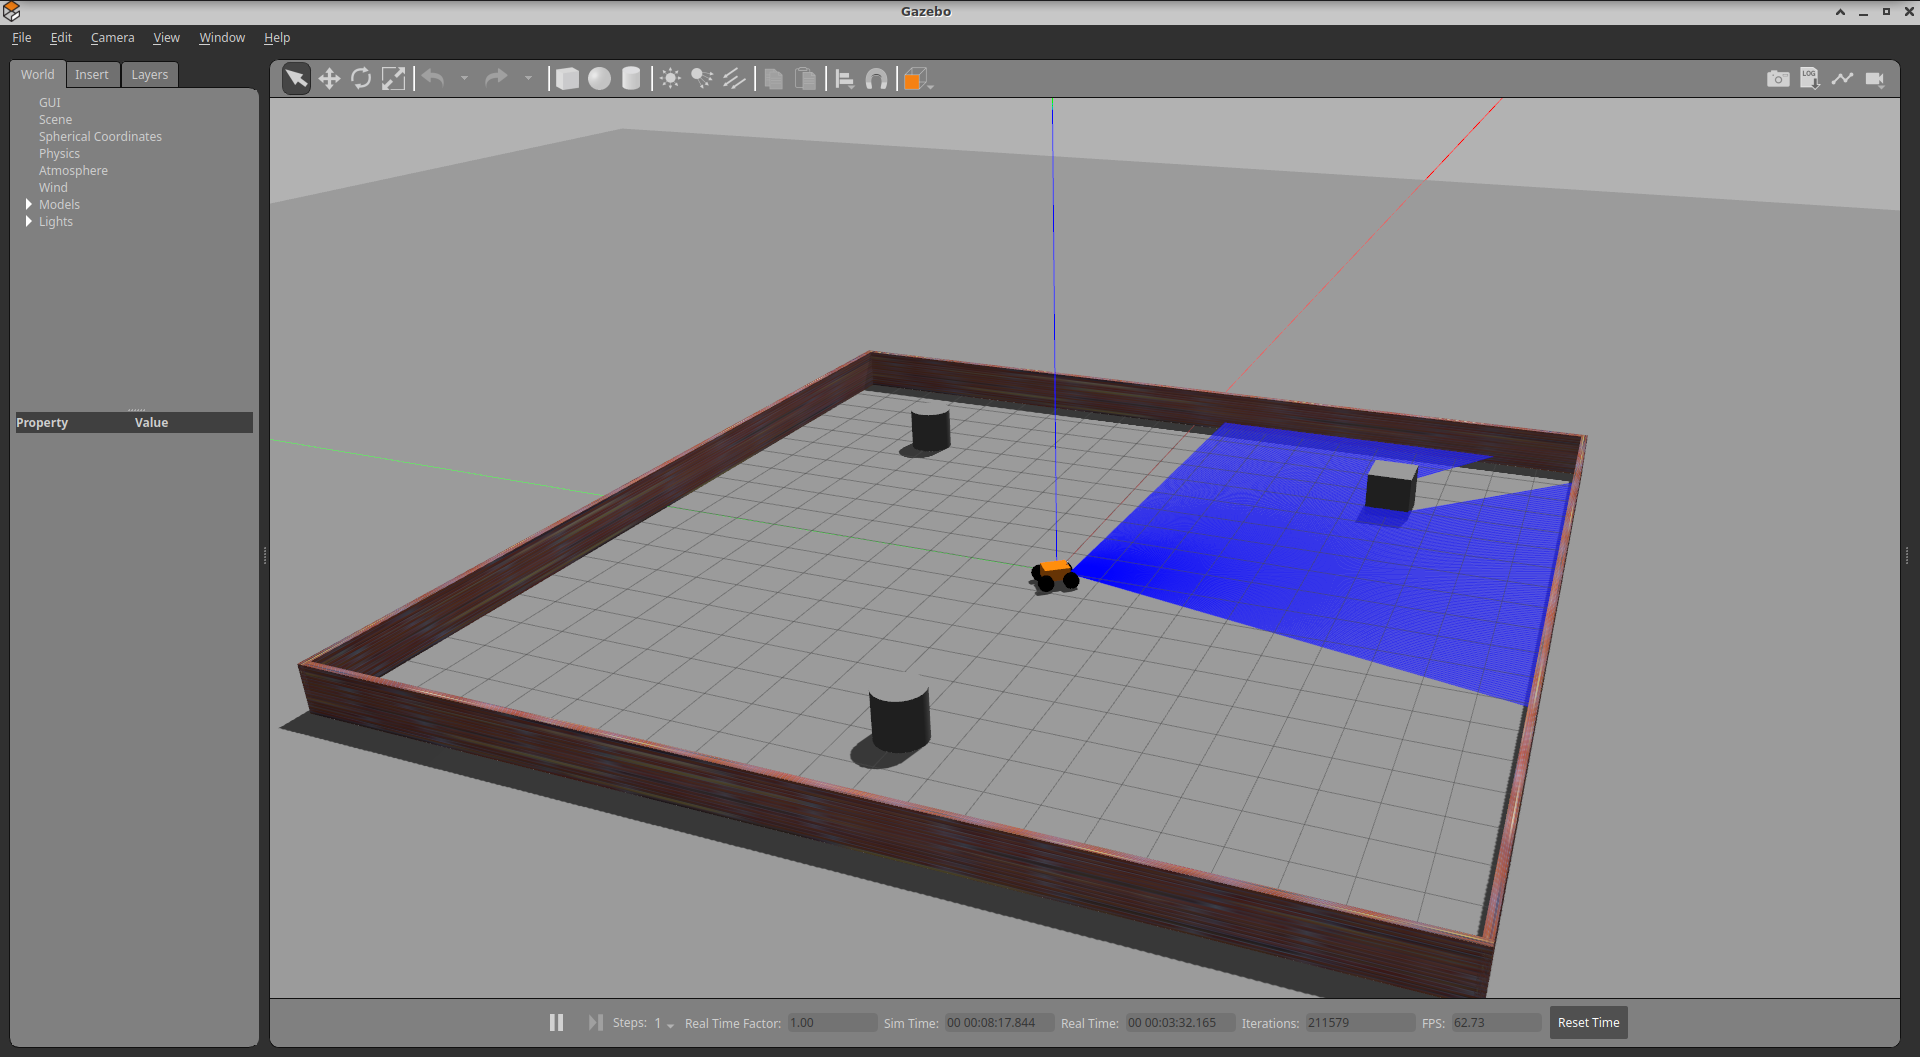 Gazebo
File Edit Camera View Window Help
World Insert Layers
LOG
GUI
Scene
Spherical Coordinates
Physics
Atmosphere
Wind
Models
Lights
Property Value
Steps: 1 Real Time Factor: 1.00 Sim Time: 00 00:08:17.844 Real Time: 00 00:03:32.165 Iterations: 211579 FPS: 62.73 Reset Time